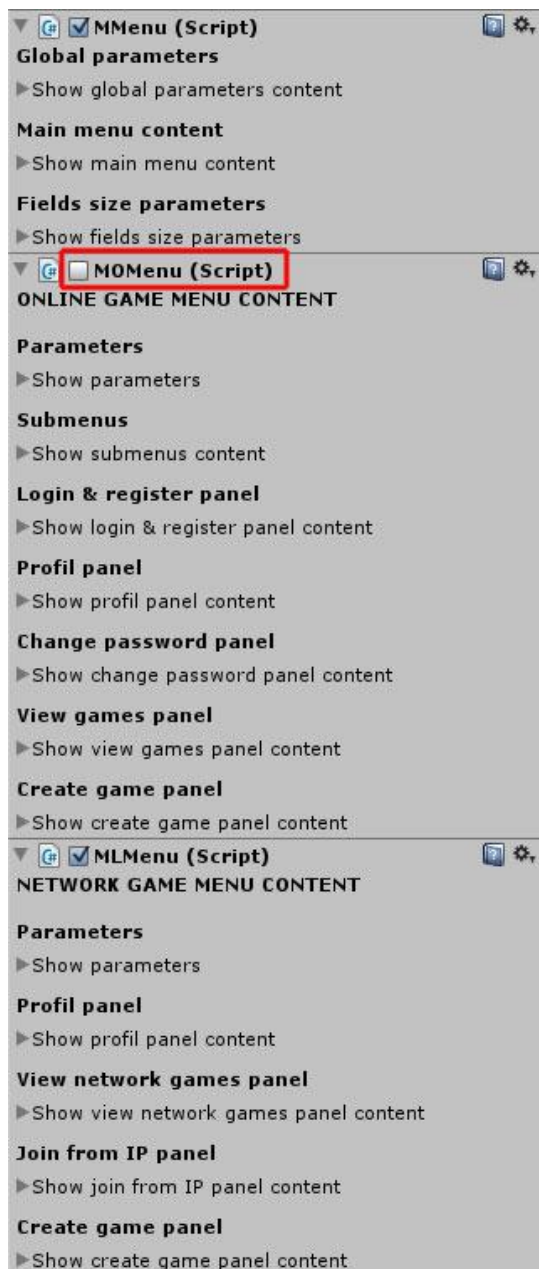 MMenu (Script)
Global parameters
Show global parameters content
Main menu content
Show main menu content
Fields size parameters
Show fields size parameters
MOMenu (Script)
ONLINE GAME MENU CONTENT
Parameters
Show parameters
Submenus
Show submenus content
Login & register panel
Show login & register panel content
Profil panel
Show profil panel content
Change password panel
Show change password panel content
View games panel
Show view games panel content
Create game panel
Show create game panel content
MLMenu (Script)
NETWORK GAME MENU CONTENT
Parameters
Show parameters
Profil panel
Show profil panel content
View network games panel
Show view network games panel content
Join from IP panel
Show join from IP panel content
Create game panel
Show create game panel content